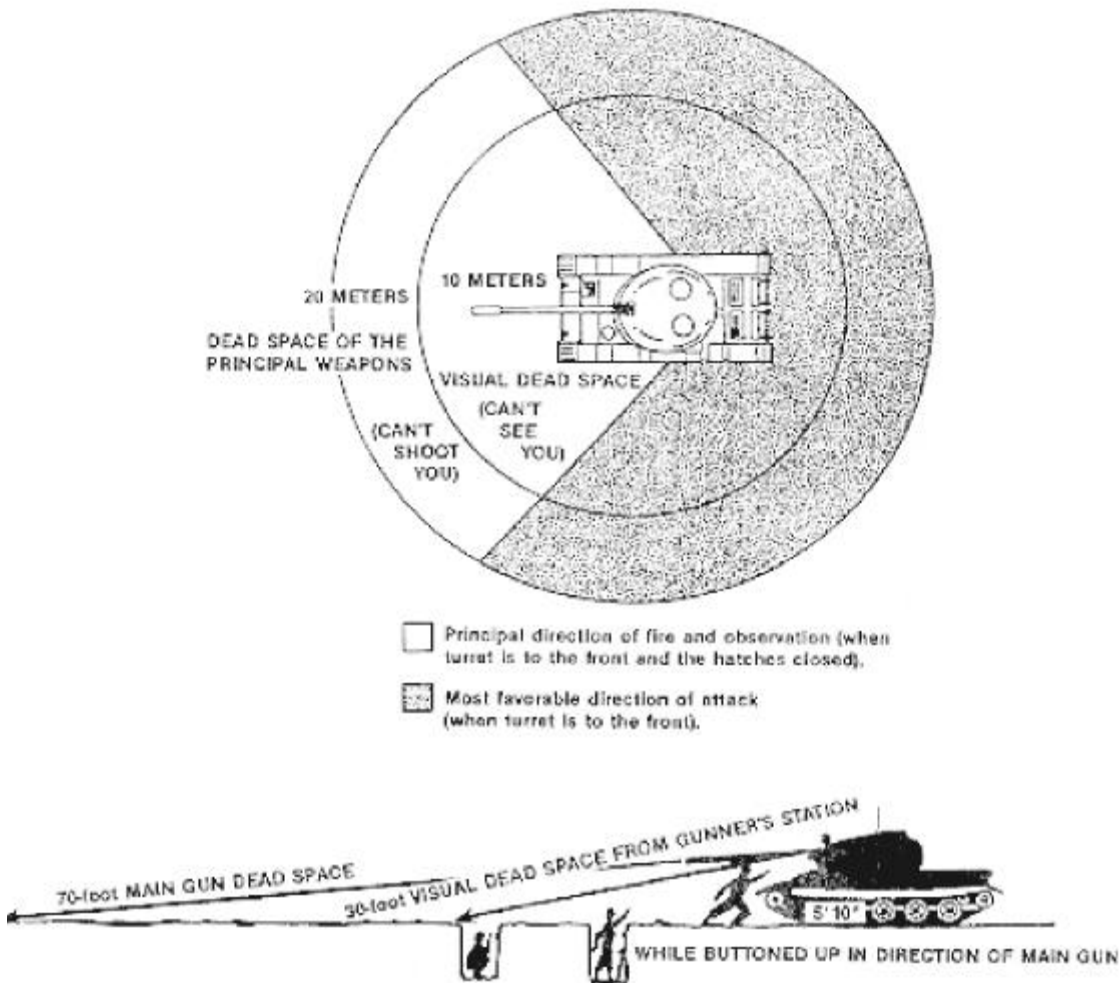 10 METERS
20 METERS
DEAD SPACE OF THE
PRINCIPAL WEAPONS
VISUAL DEAD SPACE
(CAN'T
SEE
YOU)
(CAN'T
SHOOT
YOU)
Principal direction of fire and observation (when
turret is to the front and the hatches closed).
Most favorable direction of attack
(when turret is to the front).
70-foot MAIN GUN DEAD SPACE
30-foot VISUAL DEAD SPACE FROM GUNNER'S STATION
5' 10"
WHILE BUTTONED UP IN DIRECTION OF MAIN GUN